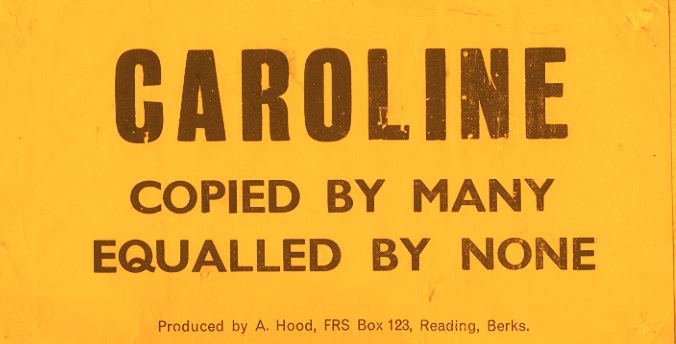 CAROLINE
COPIED BY MANY
EQUALLED BY NONE
Produced by A. Hood, FRS Box 123, Reading, Berks.